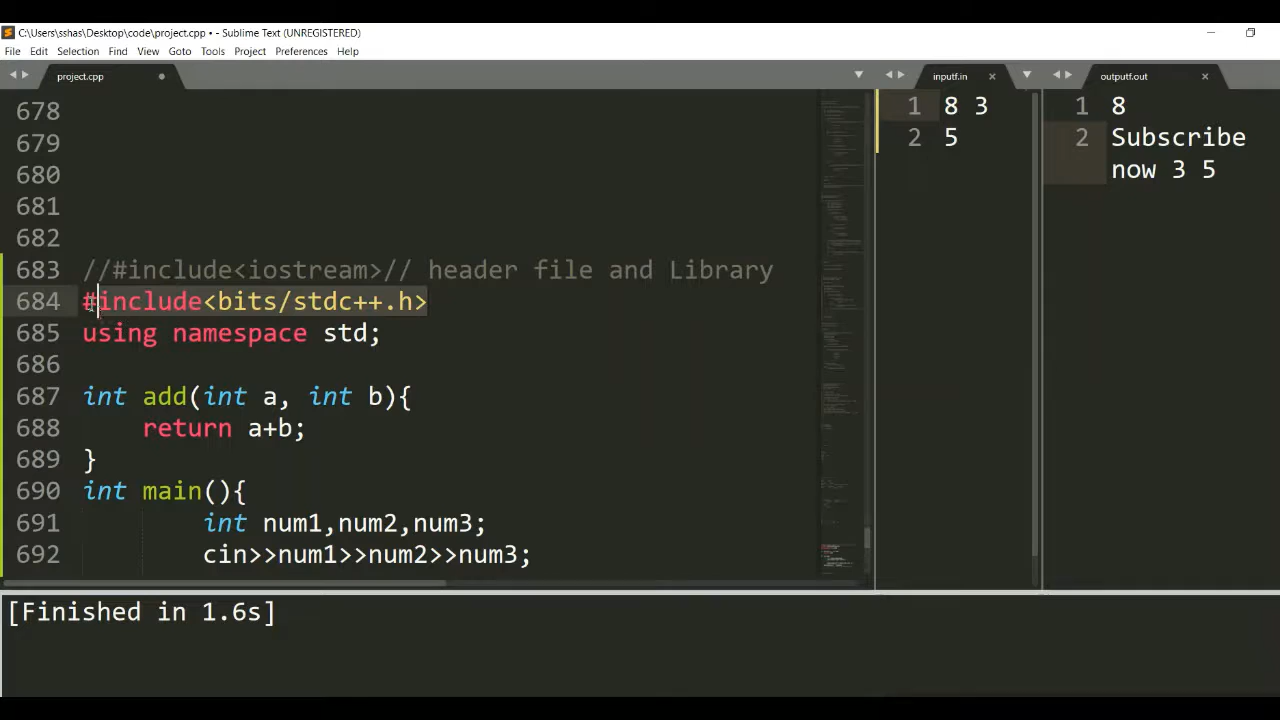 C:\Users\sshas\Desktop\code\project.cpp • - Sublime Text (UNREGISTERED)
File Edit Selection Find View Goto Tools Project Preferences Help
project.cpp
inputf.in
outputf.out
678
679
680
681
682
683 //#include<iostream>// header file and Library
684 #include<bits/stdc++.h>
685 using namespace std;
686
687 int add(int a, int b){
688 return a+b;
689 }
690 int main(){
691 int num1,num2,num3;
692 cin>>num1>>num2>>num3;
1 8 3
2 5
1 8
2 Subscribe
now 3 5
[Finished in 1.6s]